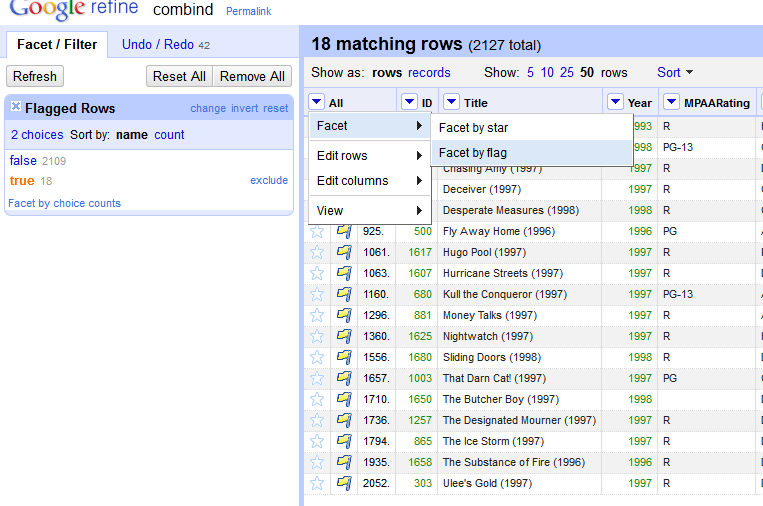 Google refine combind Permalink
Facet / Filter Undo / Redo 42
Refresh Reset All Remove All
Flagged Rows change invert reset
2 choices Sort by: name count
false 2109
true 18 exclude
Facet by choice counts
18 matching rows (2127 total)
Show as: rows records Show: 5 10 25 50 rows Sort
All ID Title Year MPAARating
Facet
Edit rows
Edit columns
View
Facet by star
Facet by flag
993 R
998 PG-13
Chasing Amy (1997) 1997 R
Deceiver (1997) 1997 R
Desperate Measures (1998) 1998 R
925. 500 Fly Away Home (1996) 1996 PG
1061. 1617 Hugo Pool (1997) 1997 R
1063. 1607 Hurricane Streets (1997) 1997 R
1160. 680 Kull the Conqueror (1997) 1997 PG-13
1296. 881 Money Talks (1997) 1997 R
1360. 1625 Nightwatch (1997) 1997 R
1556. 680 Sliding Doors (1998) 1998 R
1657. 1003 That Darn Cat! (1997) 1997 PG
1710. 1650 The Butcher Boy (1997) 1998
1736. 1257 The Designated Mourner (1997) 1997 R
1794. 865 The Ice Storm (1997) 1997 R
1935. 1658 The Substance of Fire (1996) 1996 R
2052. 303 Ulee's Gold (1997) 1997 R